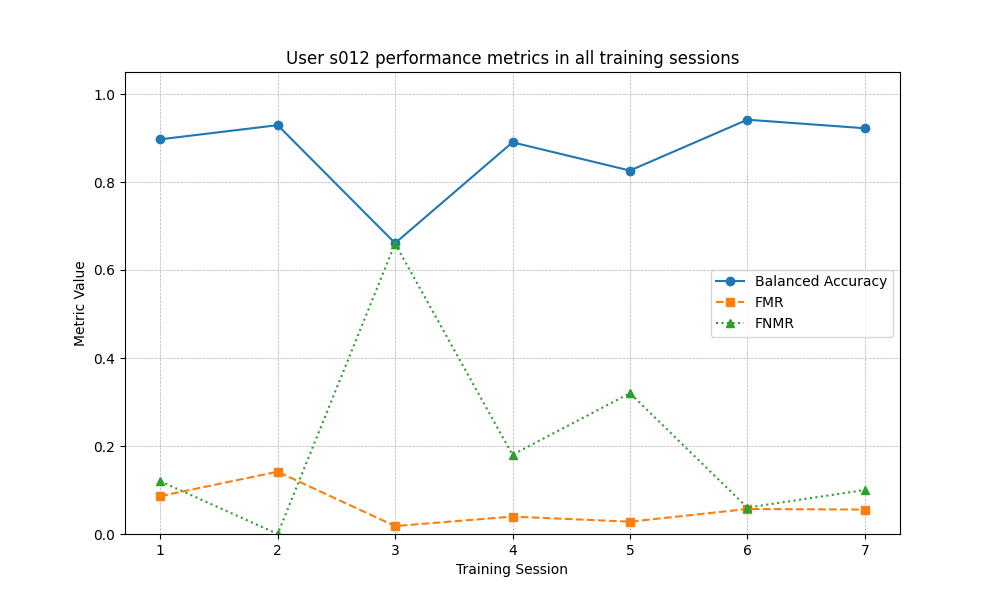 User s012 performance metrics in all training sessions
Metric Value
1.0
0.8
0.6
0.4
0.2
0.0
Balanced Accuracy
FMR
FNMR
1 2 3 4 5 6 7
Training Session